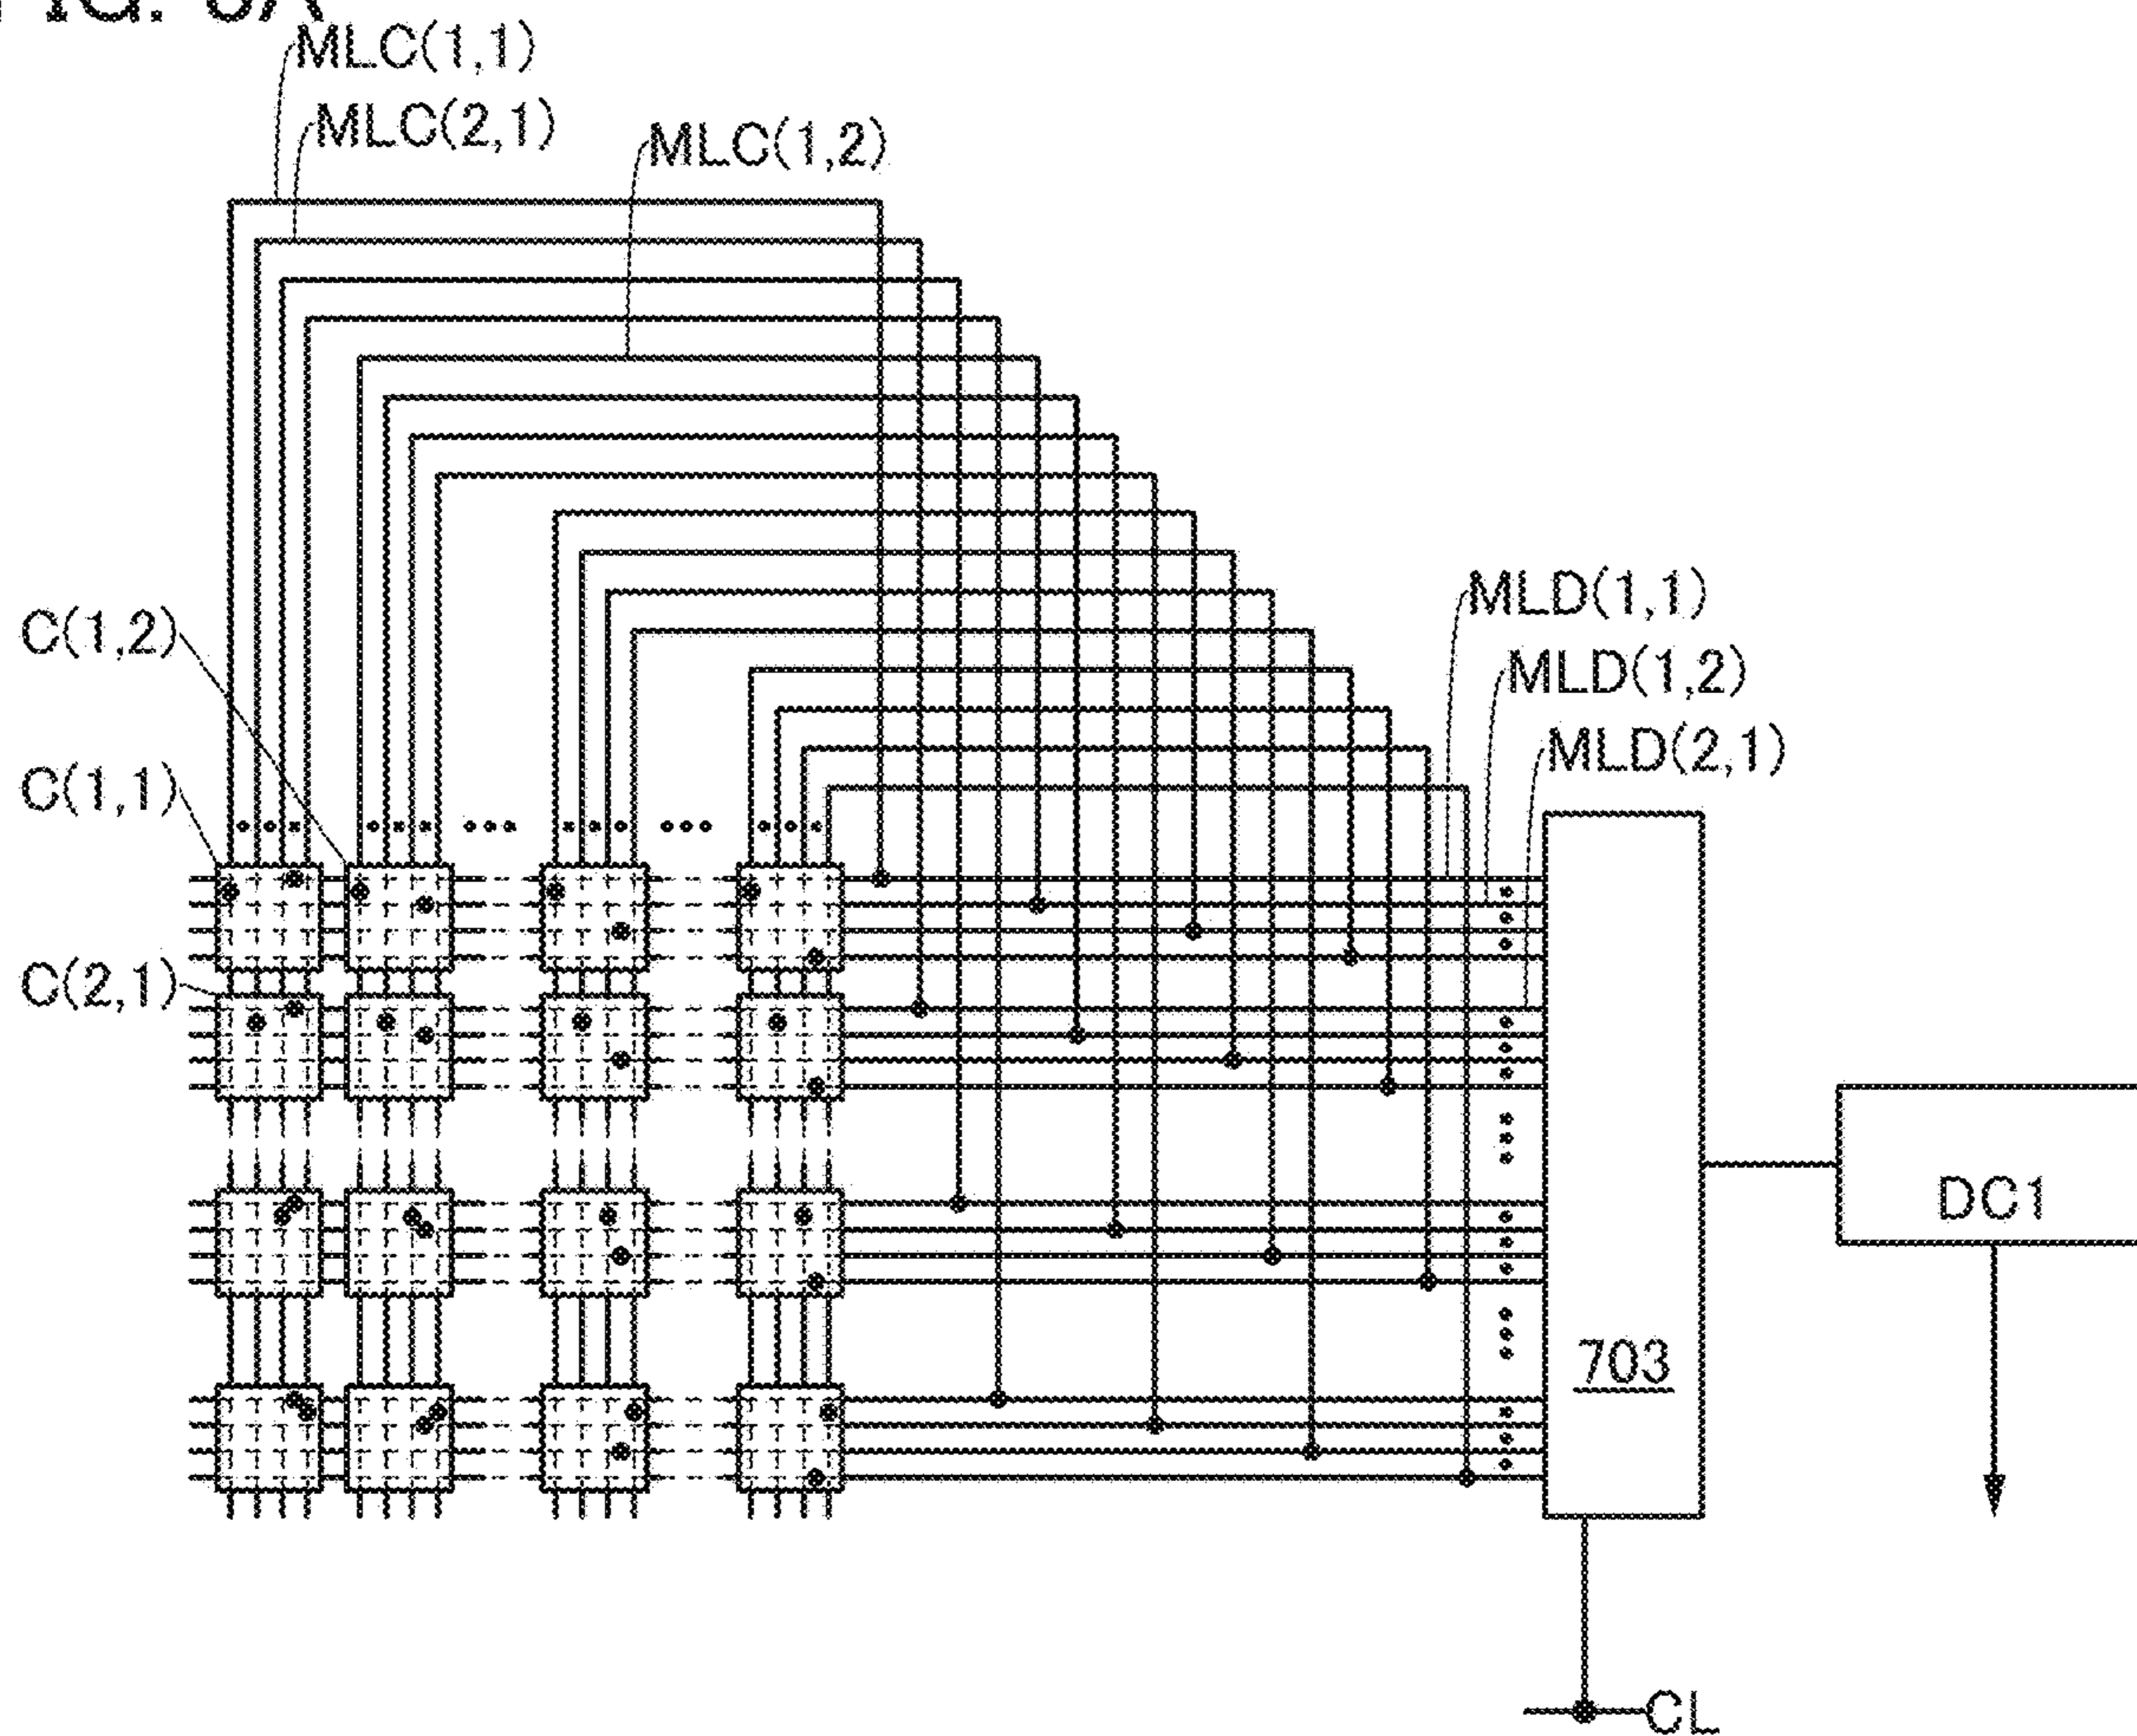 MLC(1,1)
MLC(2,1)
MLC(1,2)
C(1,2)
MLD(1,1)
MLD(1,2)
MLD(2,1)
C(1,1)
C(2,1)
DC1
703
CL